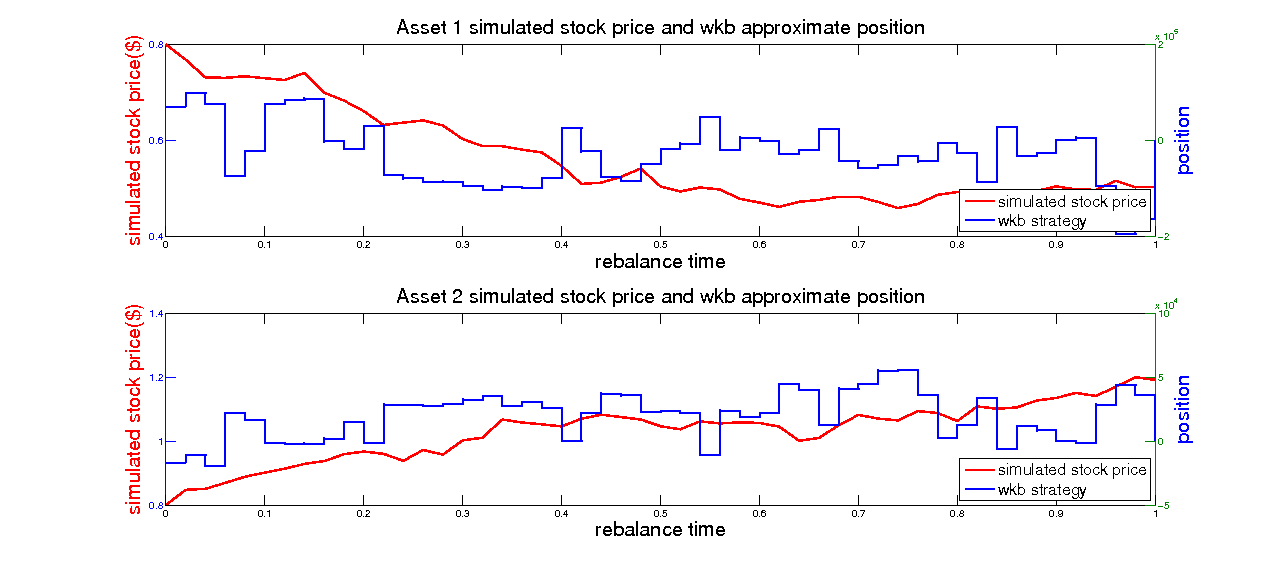 Asset 1 simulated stock price and wkb approximate position
x 10^5
simulated stock price($)
0.8
0.6
0.4
2
0
-2
position
0 0.1 0.2 0.3 0.4 0.5 0.6 0.7 0.8 0.9 1
simulated stock price
wkb strategy
rebalance time
Asset 2 simulated stock price and wkb approximate position
x 10^4
simulated stock price($)
1.4
1.2
1
0.8
10
5
0
-5
position
0 0.1 0.2 0.3 0.4 0.5 0.6 0.7 0.8 0.9 1
simulated stock price
wkb strategy
rebalance time